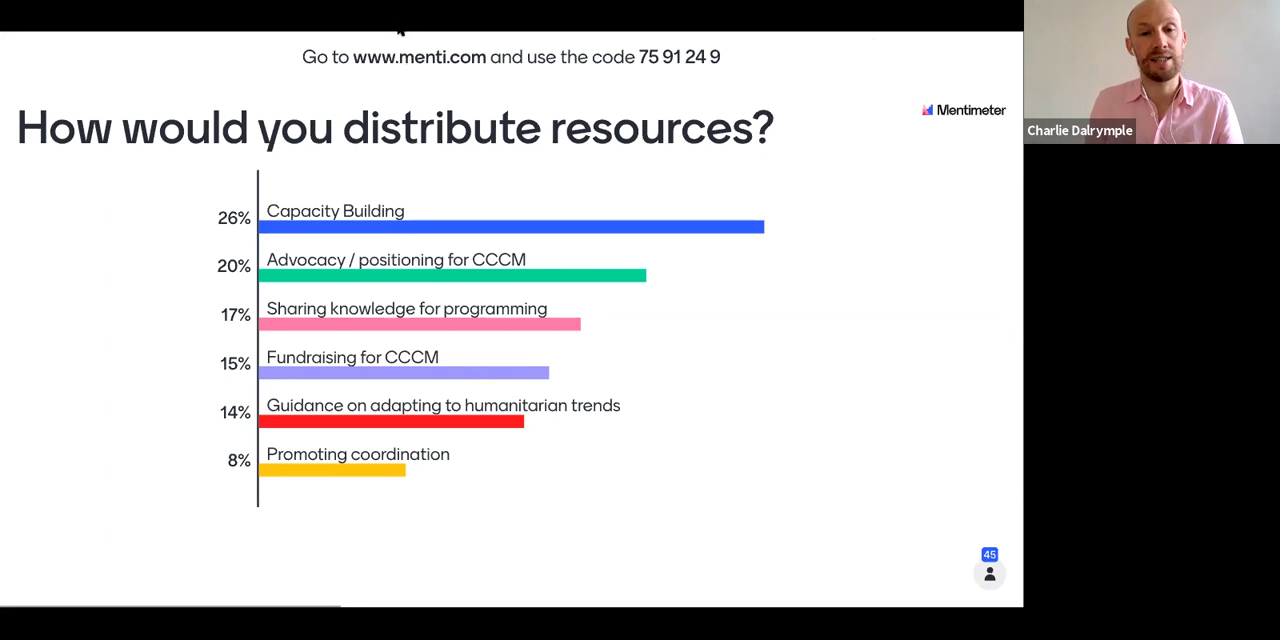 Go to www.menti.com and use the code 75 91 24 9
Mentimeter
How would you distribute resources?
Charlie Dalrymple
26% Capacity Building
20% Advocacy / positioning for CCCM
17% Sharing knowledge for programming
15% Fundraising for CCCM
14% Guidance on adapting to humanitarian trends
8% Promoting coordination
45